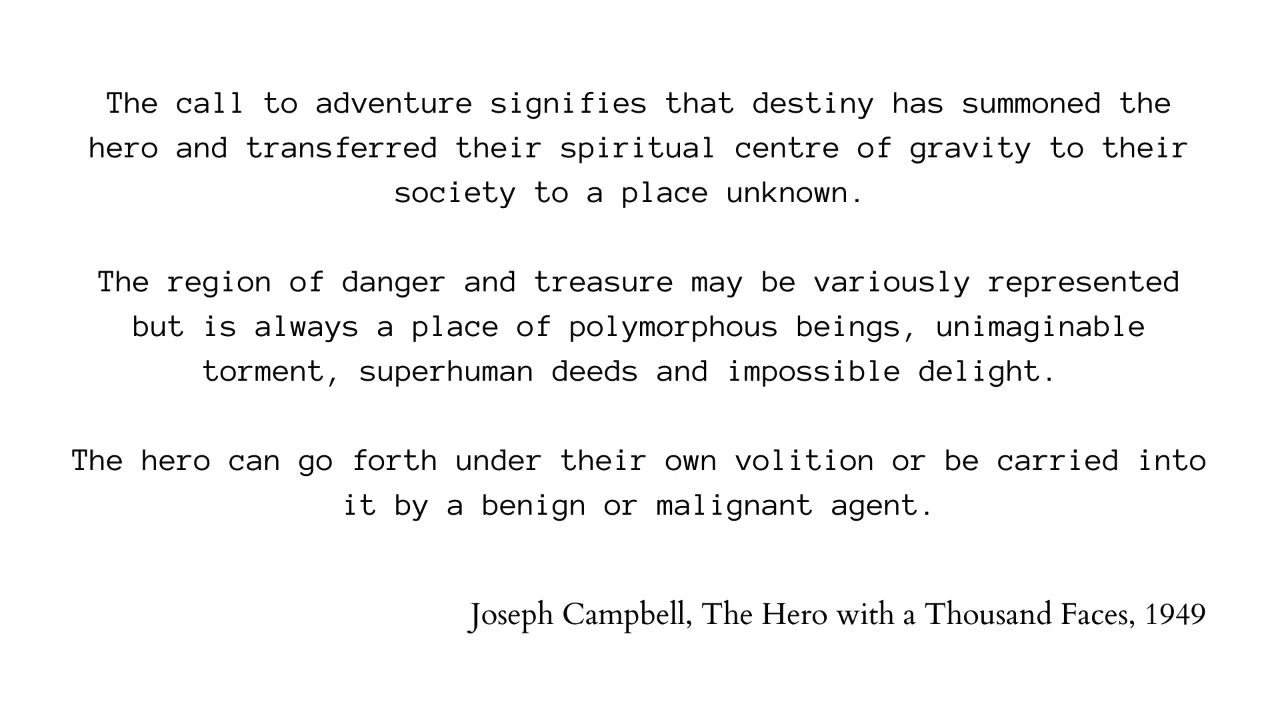 The call to adventure signifies that destiny has summoned the
hero and transferred their spiritual centre of gravity to their
society to a place unknown.
The region of danger and treasure may be variously represented
but is always a place of polymorphous beings, unimaginable
torment, superhuman deeds and impossible delight.
The hero can go forth under their own volition or be carried into
it by a benign or malignant agent.
Joseph Campbell, The Hero with a Thousand Faces, 1949